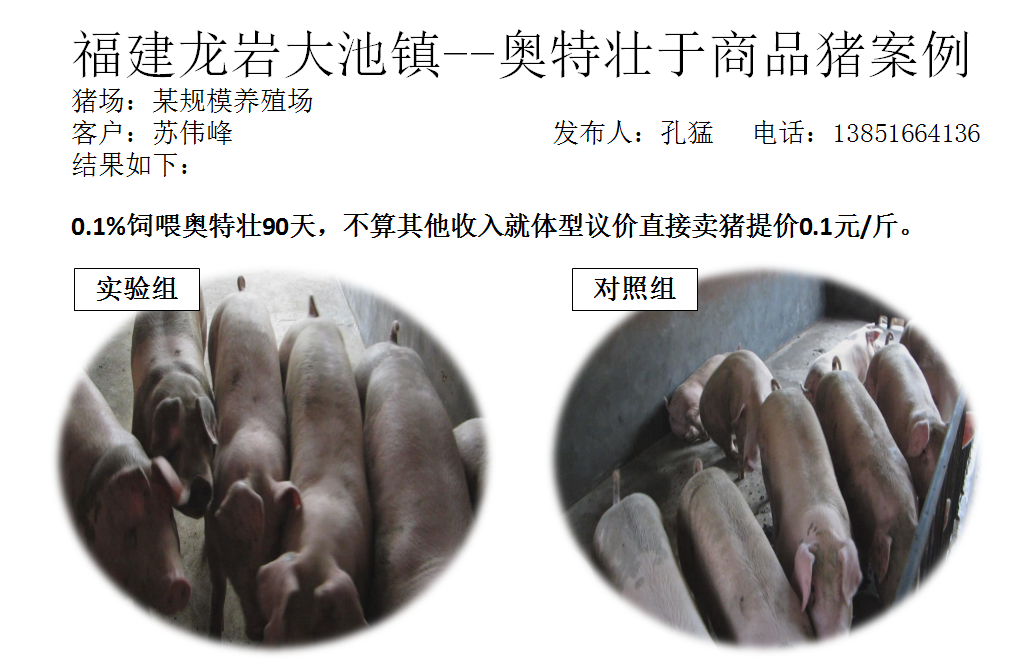 福建龙岩大池镇--奥特壮于商品猪案例
猪场：某规模养殖场
客户：苏伟峰 发布人：孔猛 电话：13851664136
结果如下：
0.1%饲喂奥特壮90天，不算其他收入就体型议价直接卖猪提价0.1元/斤。
实验组 对照组